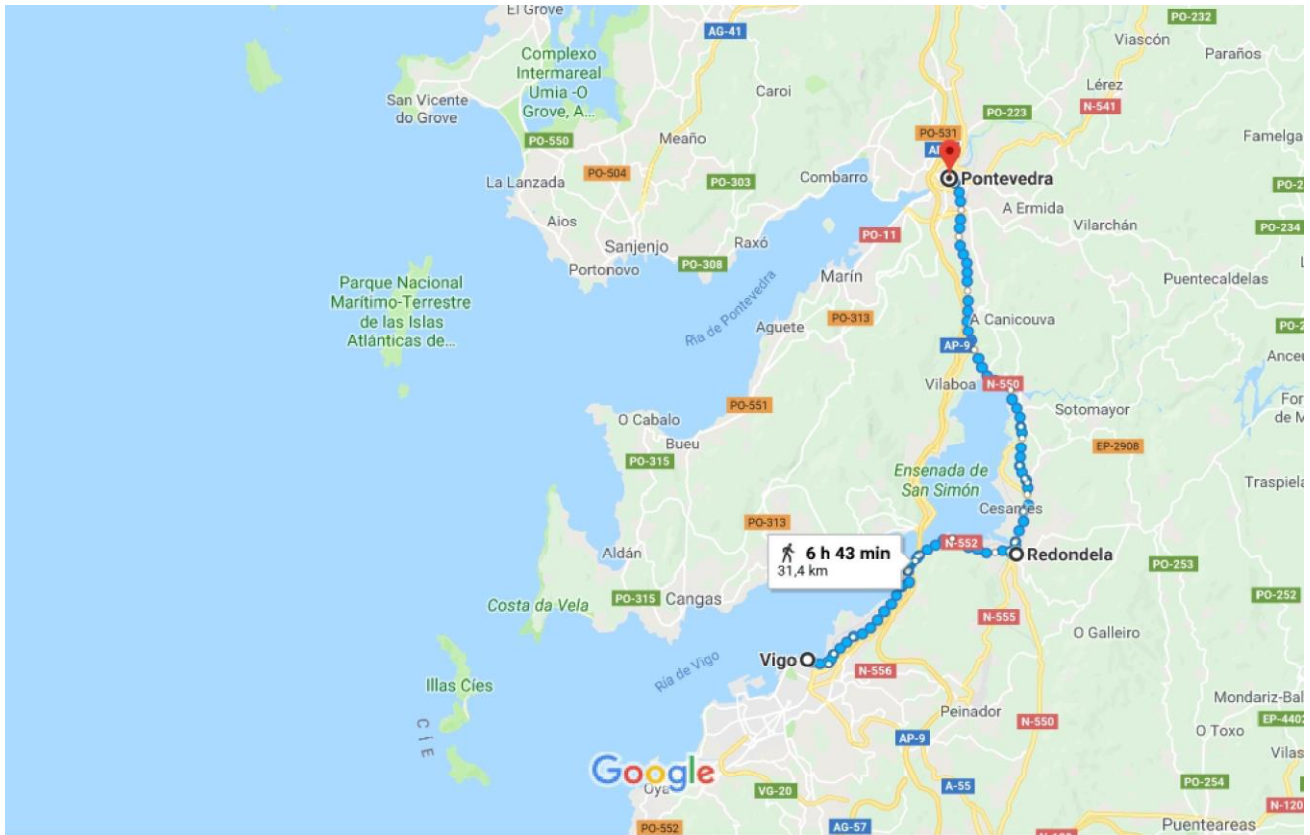 El Grove
AG-41
PO-232
Viascón
Paraños
Complexo
Intermareal
Umia -O
Grove, A...
San Vicente
do Grove
Caroi
Lérez
N-541
PO-223
PO-550
Meaño
PO-531
Famelga
La Lanzada
PO-504
PO-303
Combarro
Pontevedra
A Ermida
Aios
Vilarchán
PO-234
Sanjenjo
Raxó
PO-11
Portonovo
PO-308
Marín
Puentecaldelas
Parque Nacional
Marítimo-Terrestre
de las Islas
Atlánticas de...
Ría de Pontevedra
Aguete
PO-313
A Canicouva
AP-9
Vilaboa
N-550
PO-551
Sotomayor
O Cabalo
Bueu
EP-2908
PO-315
Ensenada de
San Simón
Cesantes
PO-313
6 h 43 min
31,4 km
N-552
Redondela
Aldán
PO-253
Costa da Vela
PO-315
Cangas
PO-252
N-555
O Galleiro
Vigo
N-556
Ría de Vigo
Illas Cíes
Peinador
N-550
Mondariz-Bal
EP-4402
O Toxo
AP-9
Google
Oya
VG-20
A-55
PO-254
N-120
PO-552
AG-57
Puenteareas